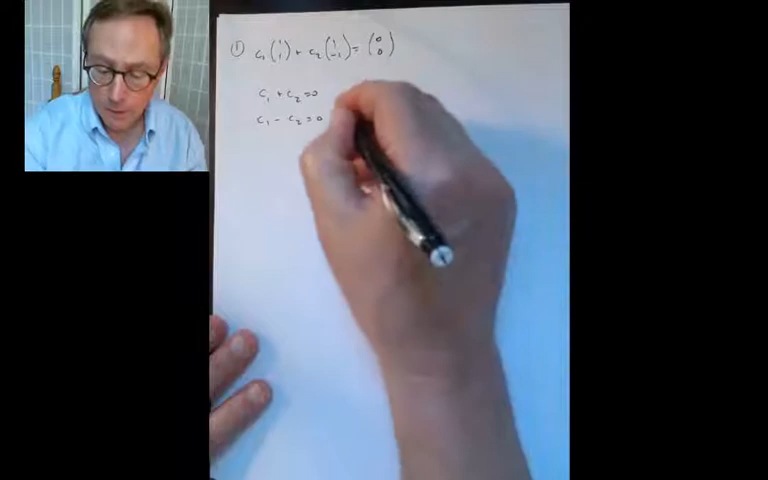 ① c₁(1 1) + c₂(1 -1) = (0 0)
c₁ + c₂ = 0
c₁ - c₂ = 0